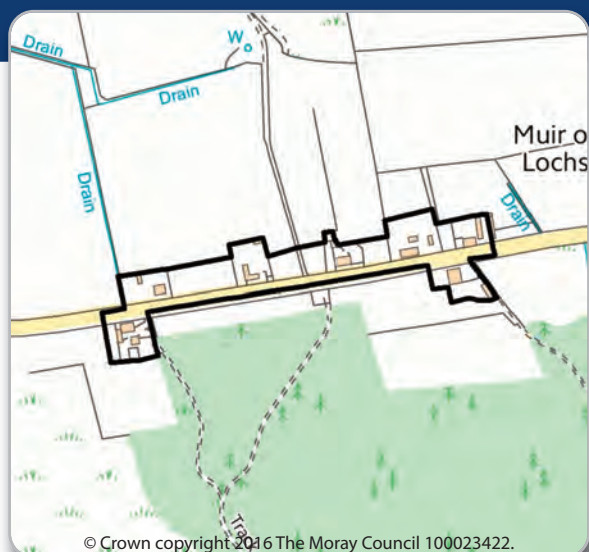 Drain
W
Drain
Muir o
Lochs
Drain
Drain
© Crown copyright 2016 The Moray Council 100023422.